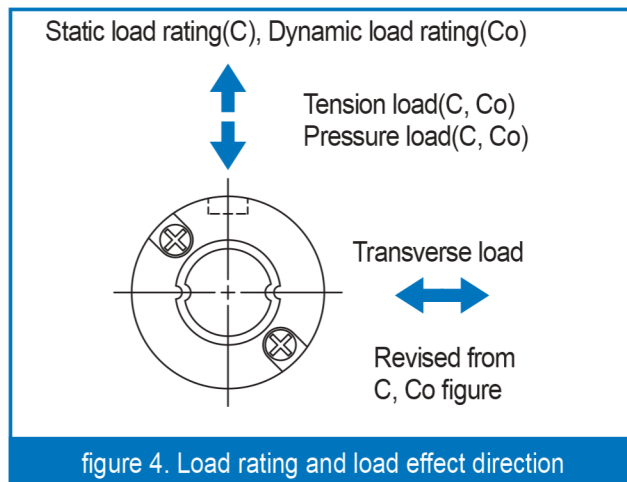 Static load rating(C), Dynamic load rating(Co)
Tension load(C, Co)
Pressure load(C, Co)
Transverse load
Revised from
C, Co figure
figure 4. Load rating and load effect direction